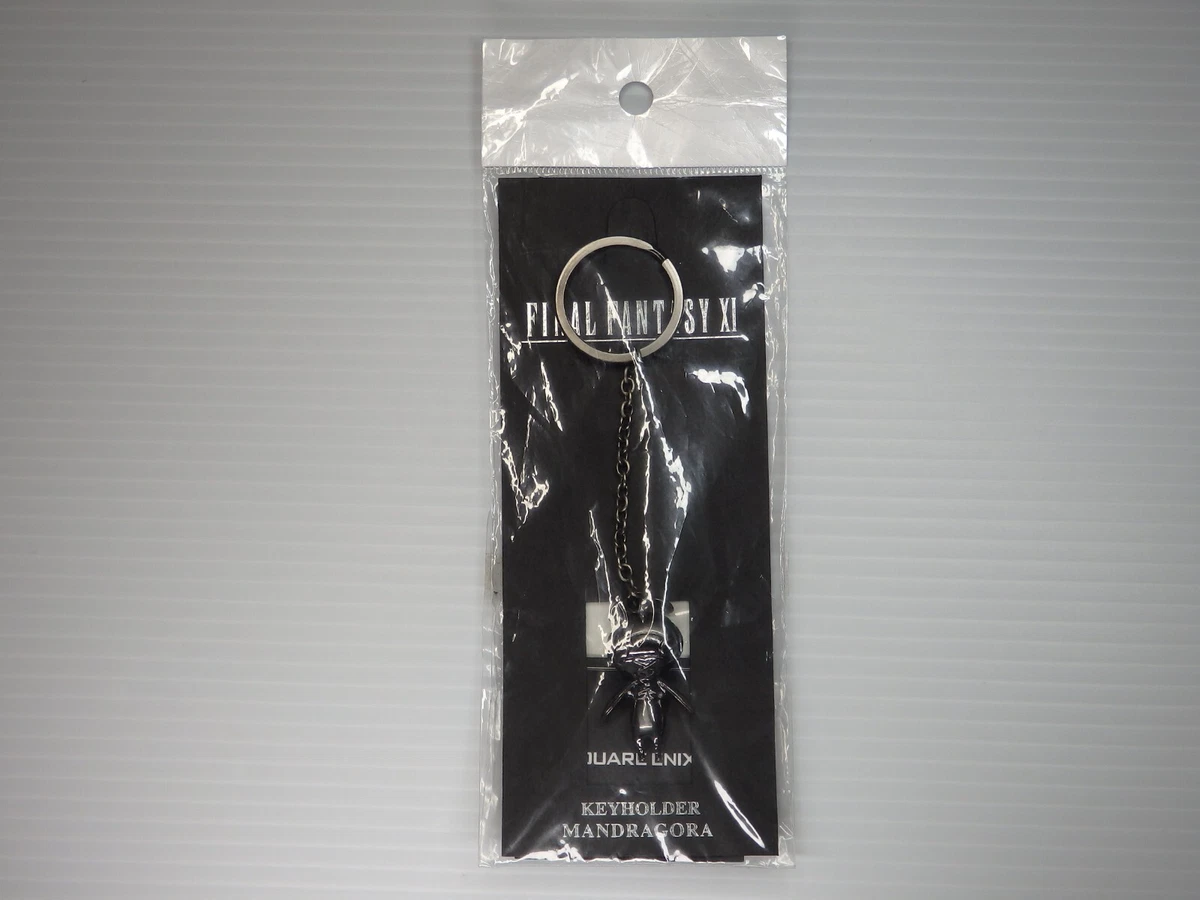 FINAL FANTASY XI
SQUARE ENIX
KEYHOLDER
MANDRAGORA